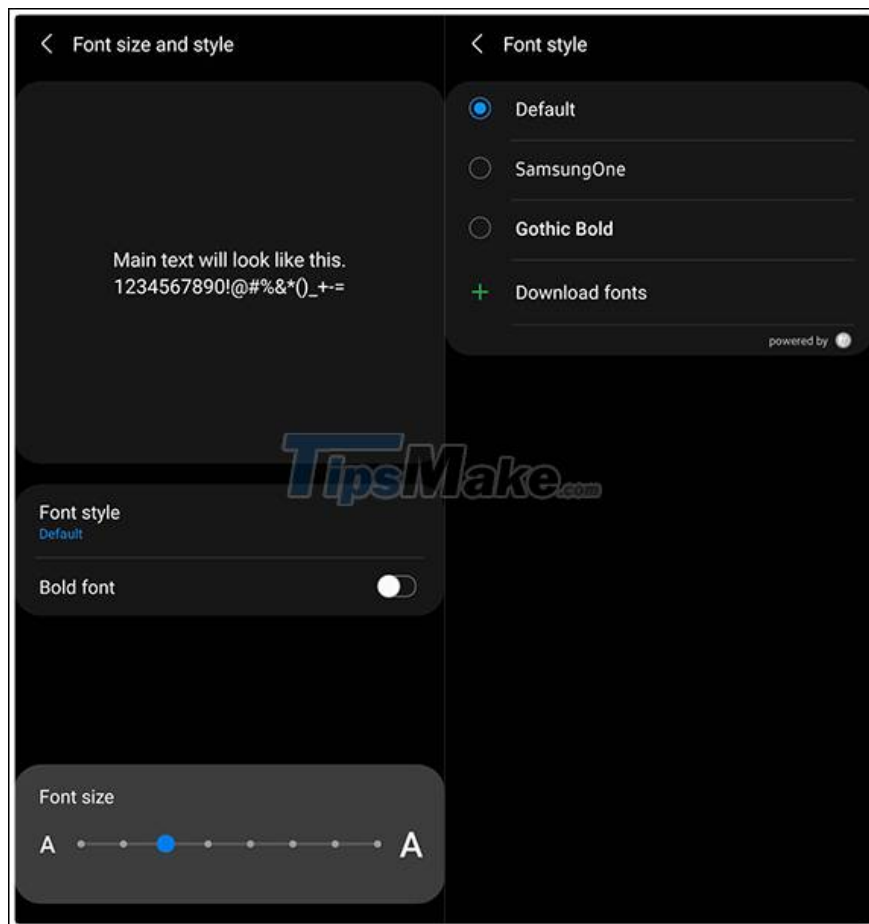 Font size and style
Main text will look like this.
1234567890!@#%&*()_+-=
Font style
Default
Bold font
Font size
A
A
Font style
Default
SamsungOne
Gothic Bold
+ Download fonts
powered by
TipsMake.com